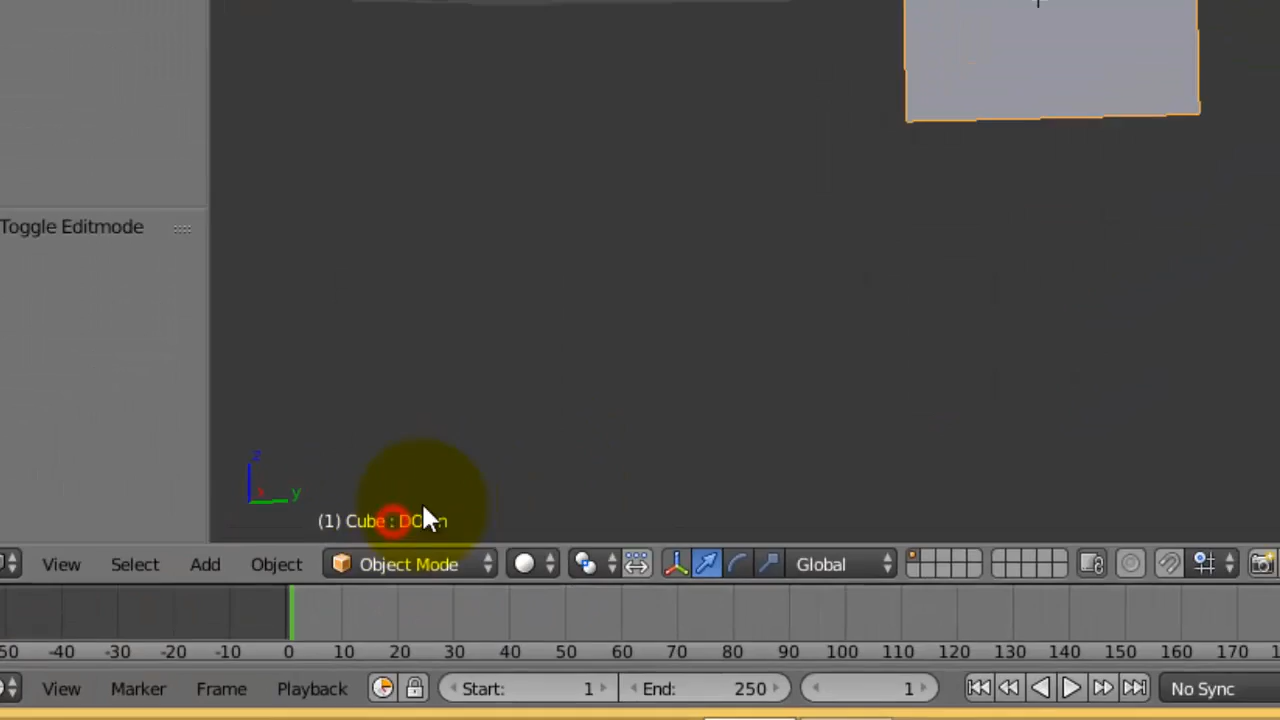 Toggle Editmode
z
x y
(1) Cube :
View Select Add Object Object Mode Global
50 -40 -30 -20 -10 0 10 20 30 40 50 60 70 80 90 100 110 120 130 140 150 160 170 1
View Marker Frame Playback Start: 1 End: 250 1 No Sync